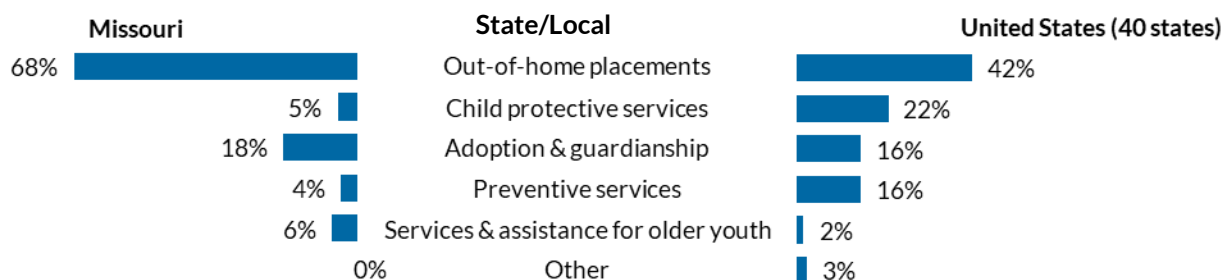 Missouri State/Local United States (40 states)
68% Out-of-home placements 42%
5% Child protective services 22%
18% Adoption & guardianship 16%
4% Preventive services 16%
6% Services & assistance for older youth 2%
0% Other 3%